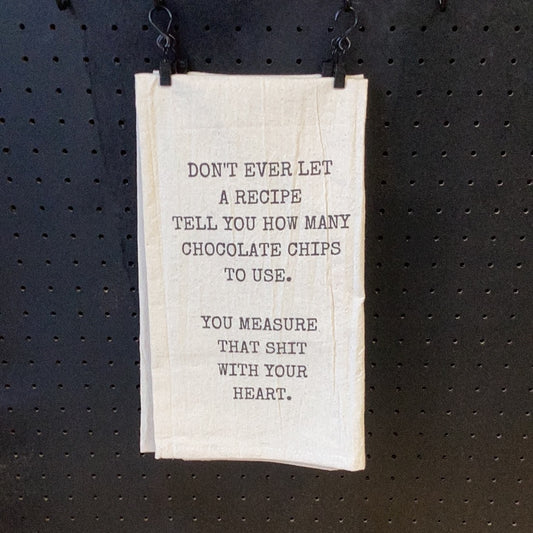 DON'T EVER LET
A RECIPE
TELL YOU HOW MANY
CHOCOLATE CHIPS
TO USE.
YOU MEASURE
THAT SHIT
WITH YOUR
HEART.